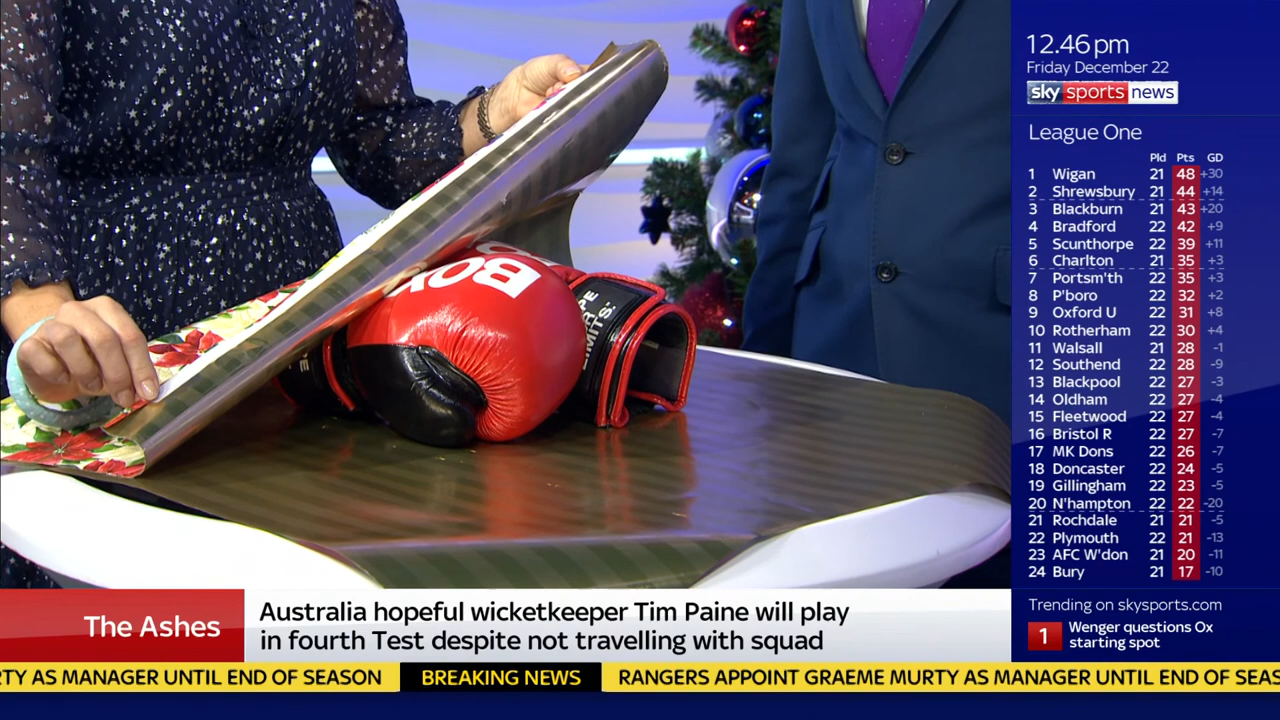 BOX
LIMITS
12.46 pm
Friday December 22
sky sports news
League One
Pld Pts GD
1 Wigan 21 48 +30
2 Shrewsbury 21 44 +14
3 Blackburn 21 43 +20
4 Bradford 22 42 +9
5 Scunthorpe 22 39 +11
6 Charlton 21 35 +3
7 Portsm'th 22 35 +3
8 P'boro 22 32 +2
9 Oxford U 22 31 +8
10 Rotherham 22 30 +4
11 Walsall 21 28 -1
12 Southend 22 28 -9
13 Blackpool 22 27 -3
14 Oldham 22 27 -4
15 Fleetwood 22 27 -4
16 Bristol R 22 27 -7
17 MK Dons 22 26 -7
18 Doncaster 22 24 -5
19 Gillingham 22 23 -5
20 N'hampton 22 22 -20
21 Rochdale 21 21 -5
22 Plymouth 22 21 -13
23 AFC W'don 21 20 -11
24 Bury 21 17 -10
Trending on skysports.com
1 Wenger questions Ox
starting spot
The Ashes
Australia hopeful wicketkeeper Tim Paine will play
in fourth Test despite not travelling with squad
RTY AS MANAGER UNTIL END OF SEASON BREAKING NEWS RANGERS APPOINT GRAEME MURTY AS MANAGER UNTIL END OF SEAS